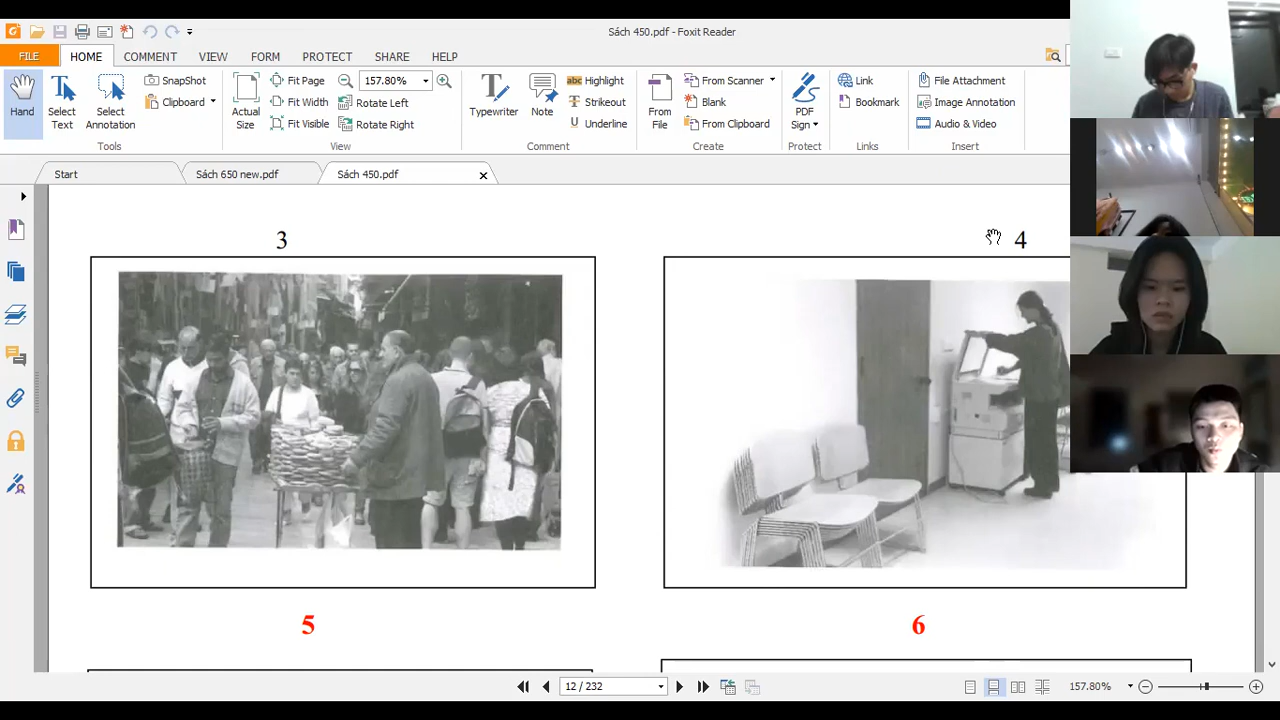 Sách 450.pdf - Foxit Reader
FILE HOME COMMENT VIEW FORM PROTECT SHARE HELP
Hand
Select Text
Select Annotation
SnapShot
Clipboard
Tools
Actual Size
Fit Page
Fit Width
Fit Visible
157.80%
Rotate Left
Rotate Right
View
Typewriter
Note
Highlight
Strikeout
Underline
Comment
From File
From Scanner
Blank
From Clipboard
Create
PDF Sign
Protect
Link
Bookmark
Links
File Attachment
Image Annotation
Audio & Video
Insert
Start Sách 650 new.pdf Sách 450.pdf
3 4
5 6
12 / 232 157.80%